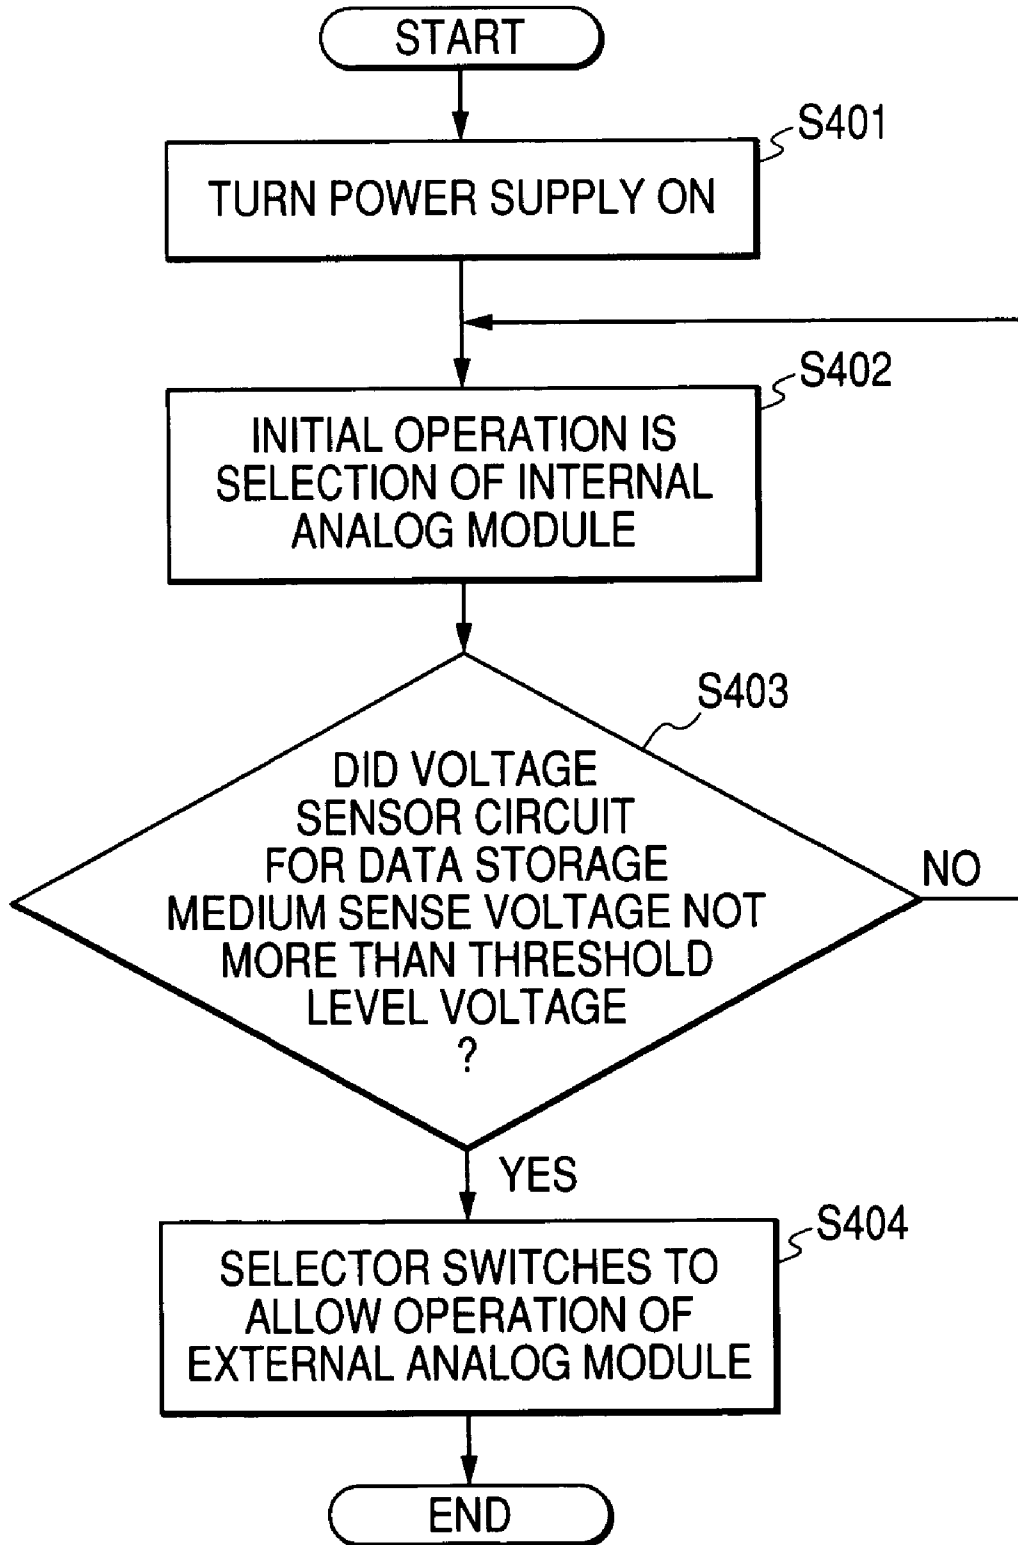 START
S401
TURN POWER SUPPLY ON
S402
INITIAL OPERATION IS
SELECTION OF INTERNAL
ANALOG MODULE
S403
DID VOLTAGE
SENSOR CIRCUIT
FOR DATA STORAGE
MEDIUM SENSE VOLTAGE NOT
MORE THAN THRESHOLD
LEVEL VOLTAGE
?
NO
YES
S404
SELECTOR SWITCHES TO
ALLOW OPERATION OF
EXTERNAL ANALOG MODULE
END